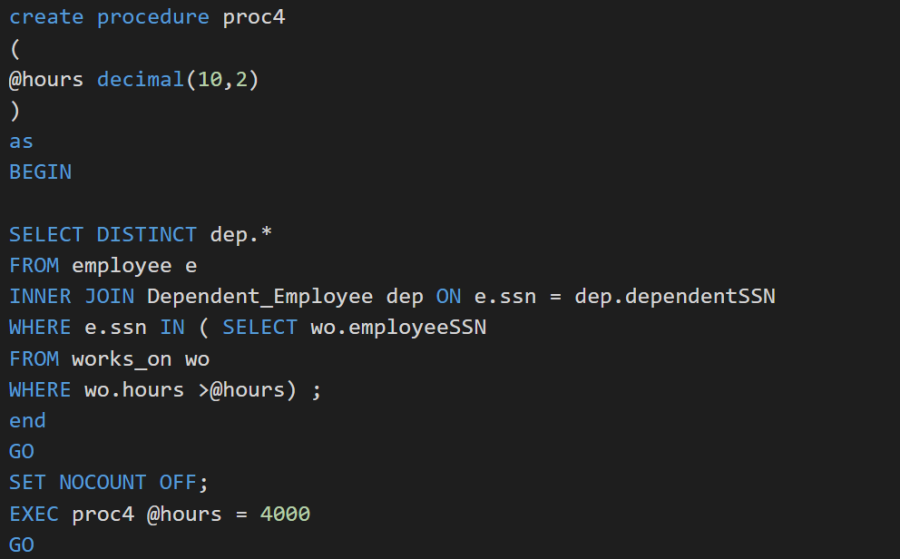 create procedure proc4
(
@hours decimal(10,2)
)
as
BEGIN
SELECT DISTINCT dep.*
FROM employee e
INNER JOIN Dependent_Employee dep ON e.ssn = dep.dependentSSN
WHERE e.ssn IN ( SELECT wo.employeeSSN
FROM works_on wo
WHERE wo.hours >@hours) ;
end
GO
SET NOCOUNT OFF;
EXEC proc4 @hours = 4000
GO